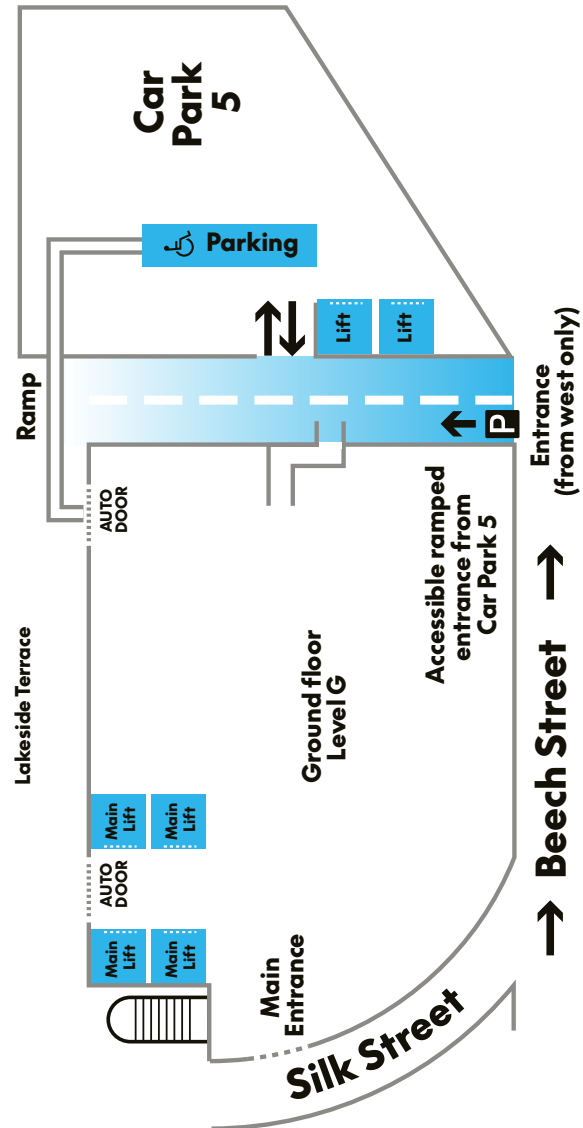 Car
Park
5
Parking
Lift
Lift
Ramp
P
Entrance
(from west only)
AUTO
DOOR
Accessible ramped
entrance from
Car Park 5
Lakeside Terrace
Ground floor
Level G
Beech Street
Main
Lift
Main
Lift
AUTO
DOOR
Main
Lift
Main
Lift
Main
Entrance
Silk Street